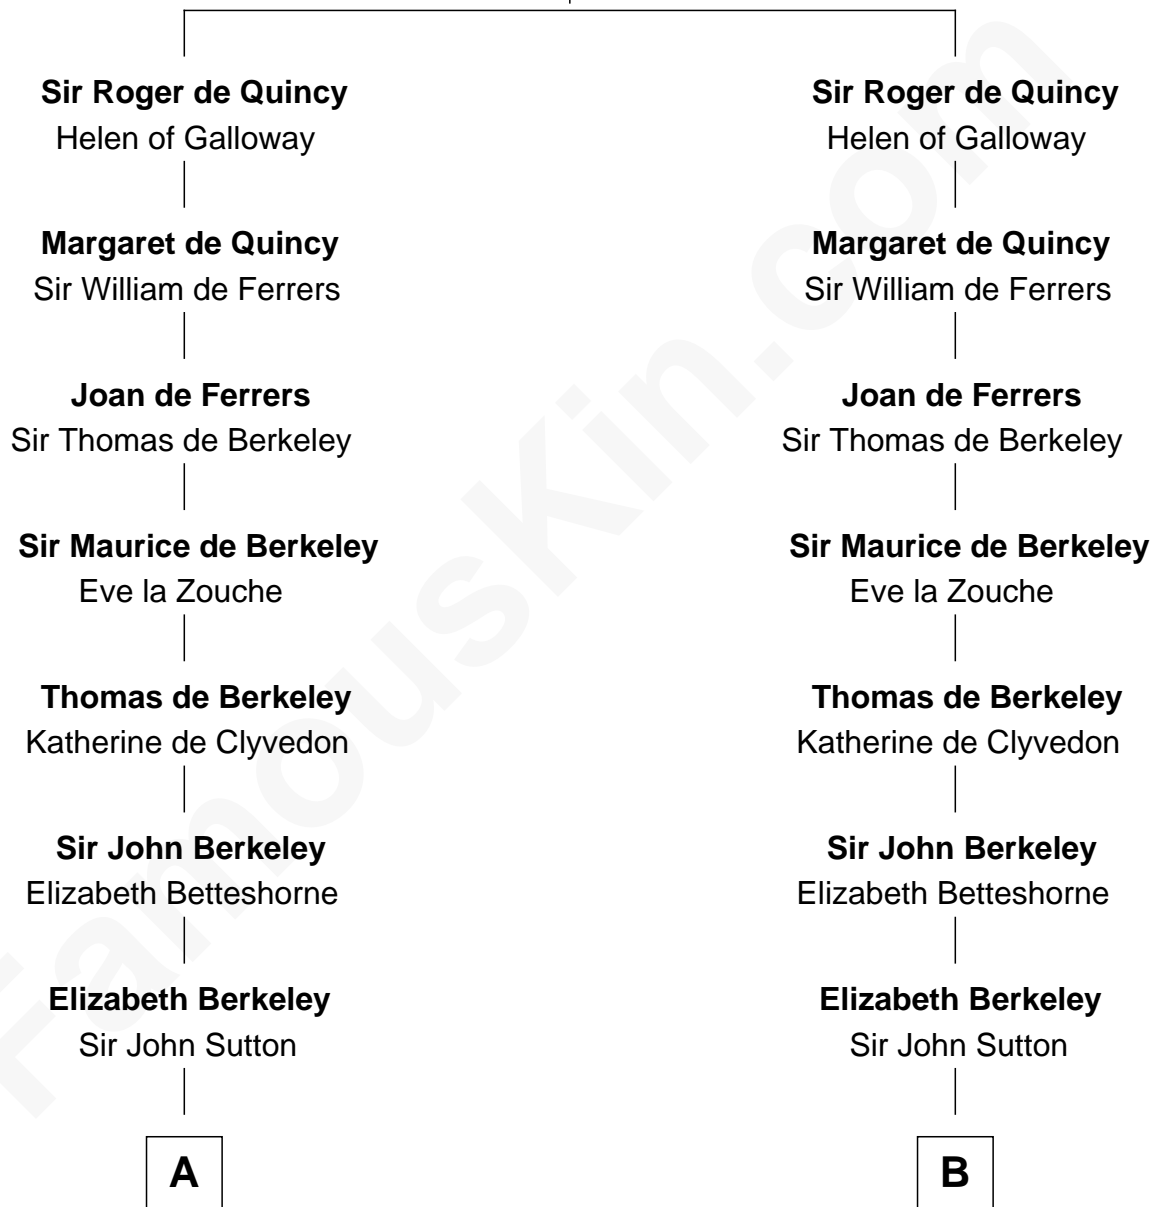 Sir Roger de Quincy
Helen of Galloway
Margaret de Quincy
Sir William de Ferrers
Joan de Ferrers
Sir Thomas de Berkeley
Sir Maurice de Berkeley
Eve la Zouche
Thomas de Berkeley
Katherine de Clyvedon
Sir John Berkeley
Elizabeth Betteshorne
Elizabeth Berkeley
Sir John Sutton
A
Sir Roger de Quincy
Helen of Galloway
Margaret de Quincy
Sir William de Ferrers
Joan de Ferrers
Sir Thomas de Berkeley
Sir Maurice de Berkeley
Eve la Zouche
Thomas de Berkeley
Katherine de Clyvedon
Sir John Berkeley
Elizabeth Betteshorne
Elizabeth Berkeley
Sir John Sutton
B
FamousKin.com